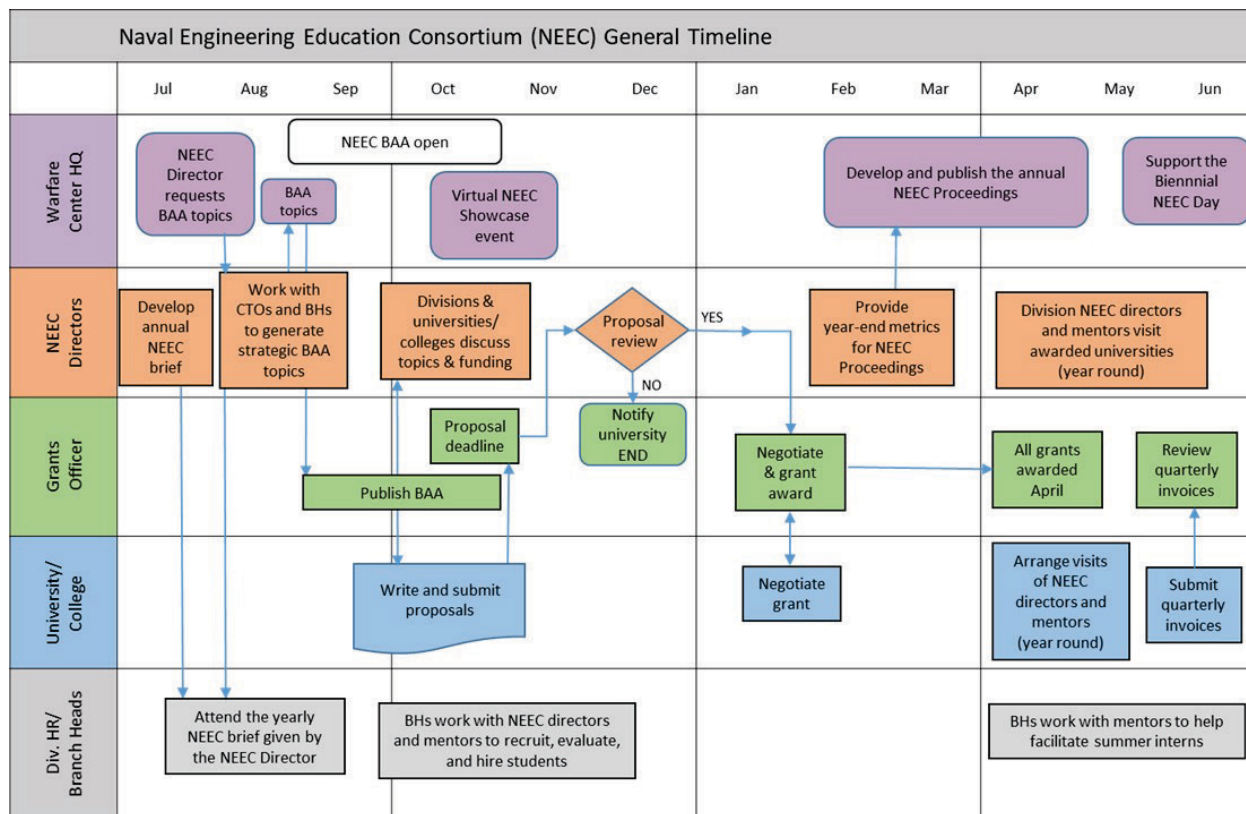 Naval Engineering Education Consortium (NEEC) General Timeline
Jul Aug Sep Oct Nov Dec Jan Feb Mar Apr May Jun
Warfare
Center HQ
NEEC
Director
requests
BAA topics
NEEC BAA open
BAA
topics
Virtual NEEC
Showcase
event
Develop and publish the annual
NEEC Proceedings
Support the
Biennnial
NEEC Day
NEEC
Directors
Develop
annual
NEEC
brief
Work with
CTOs and BHs
to generate
strategic BAA
topics
Divisions &
universities/
colleges discuss
topics & funding
Proposal
review
YES
NO
Provide
year-end metrics
for NEEC
Proceedings
Division NEEC directors
and mentors visit
awarded universities
(year round)
Grants
Officer
Publish BAA
Proposal
deadline
Notify
university
END
Negotiate
& grant
award
All grants
awarded
April
Review
quarterly
invoices
University/
College
Write and submit
proposals
Negotiate
grant
Arrange visits
of NEEC
directors and
mentors
(year round)
Submit
quarterly
invoices
Div. HR/
Branch Heads
Attend the yearly
NEEC brief given by
the NEEC Director
BHs work with NEEC directors
and mentors to recruit, evaluate,
and hire students
BHs work with mentors to help
facilitate summer interns